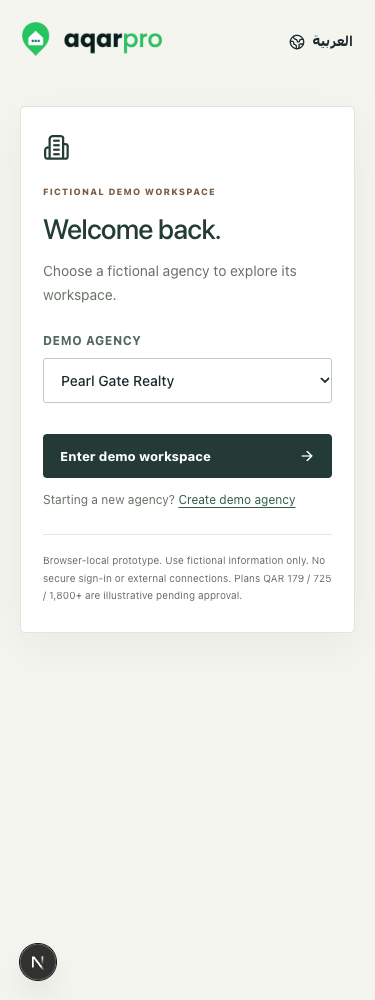 aqarpro
العربية
FICTIONAL DEMO WORKSPACE
Welcome back.
Choose a fictional agency to explore its
workspace.
DEMO AGENCY
Pearl Gate Realty
Enter demo workspace
Starting a new agency? Create demo agency
Browser-local prototype. Use fictional information only. No
secure sign-in or external connections. Plans QAR 179 / 725
/ 1,800+ are illustrative pending approval.
N